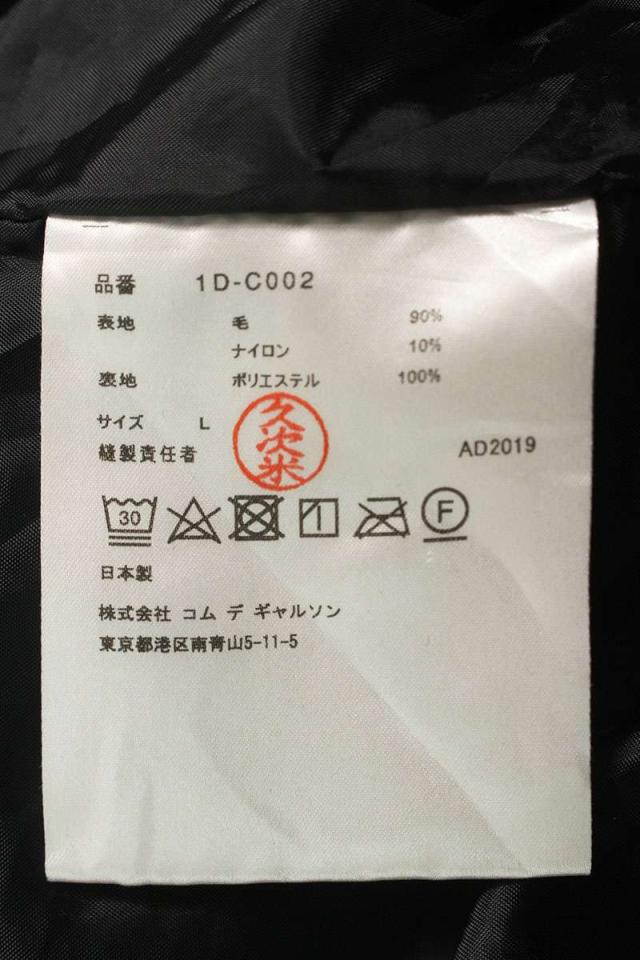 品番 1D-C002
表地 毛 90%
ナイロン 10%
裏地 ポリエステル 100%
サイズ L
久次米
縫製責任者 AD2019
30 F
日本製
株式会社 コム デ ギャルソン
東京都港区南青山5-11-5